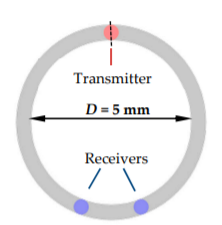 Transmitter
D = 5 mm
Receivers